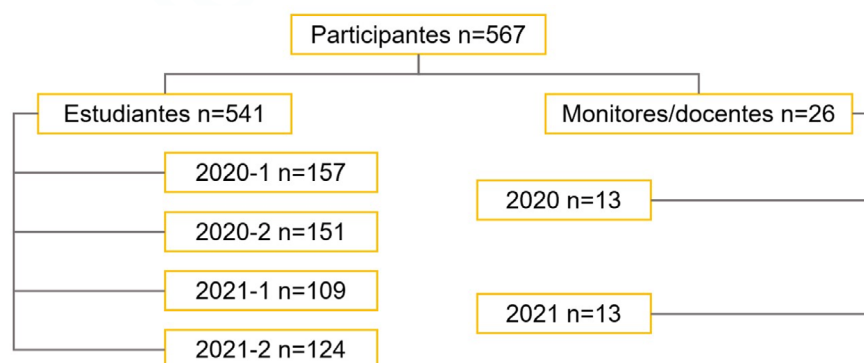 Participantes n=567
Estudiantes n=541
Monitores/docentes n=26
2020-1 n=157
2020-2 n=151
2021-1 n=109
2021-2 n=124
2020 n=13
2021 n=13